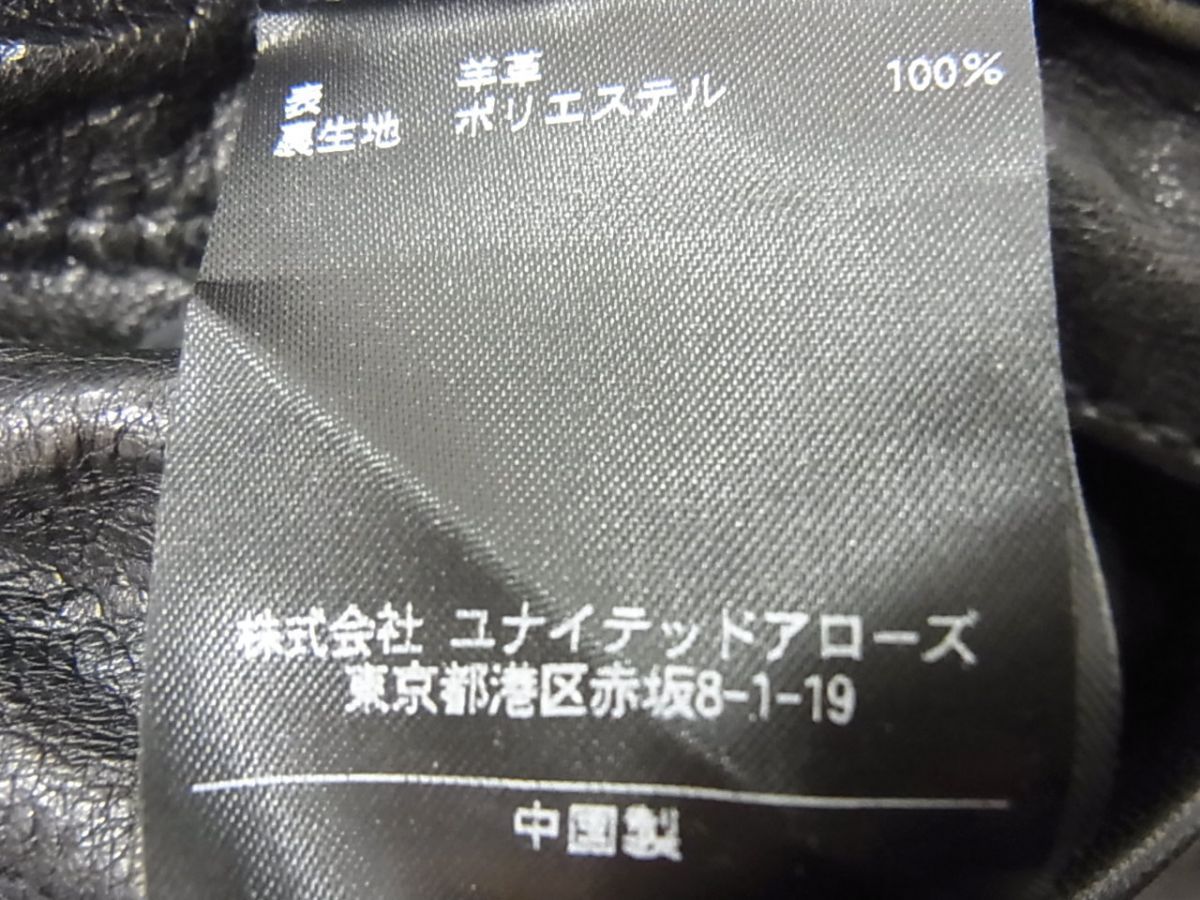 表 羊革
裏生地 ポリエステル 100%
株式会社 ユナイテッドアローズ
東京都港区赤坂8-1-19
中国製